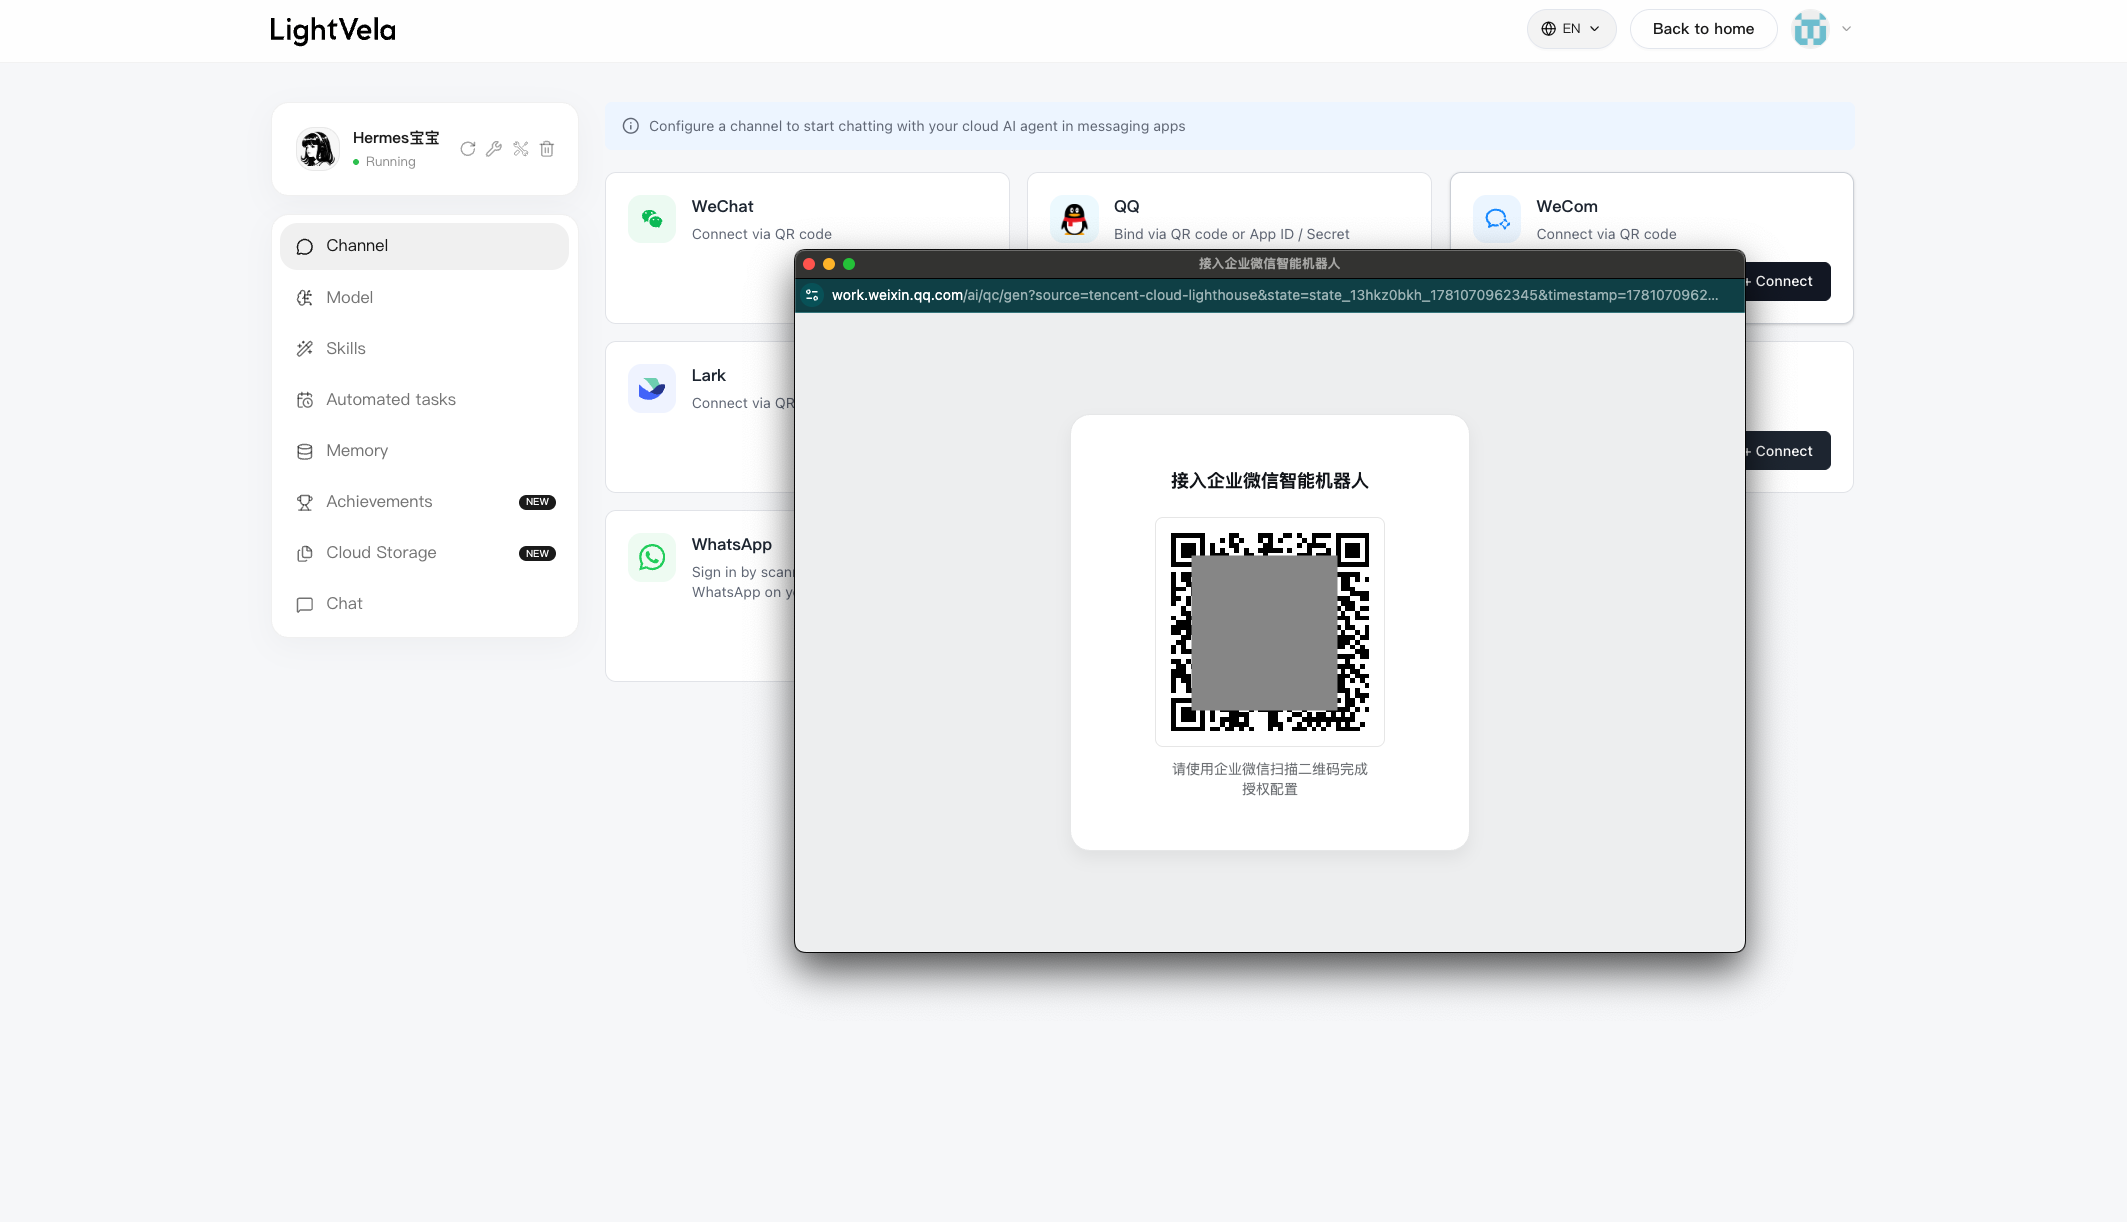 LightVela
EN
Back to home
Hermes宝宝
Running
Channel
Model
Skills
Automated tasks
Memory
Achievements
NEW
Cloud Storage
NEW
Chat
Configure a channel to start chatting with your cloud AI agent in messaging apps
WeChat
Connect via QR code
QQ
Bind via QR code or App ID / Secret
WeCom
Connect via QR code
+ Connect
Lark
Connect via QR
+ Connect
WhatsApp
Sign in by scan
WhatsApp on y
接入企业微信智能机器人
work.weixin.qq.com/ai/qc/gen?source=tencent-cloud-lighthouse&state=state_13hkz0bkh_1781070962345&timestamp=1781070962...
接入企业微信智能机器人
请使用企业微信扫描二维码完成
授权配置